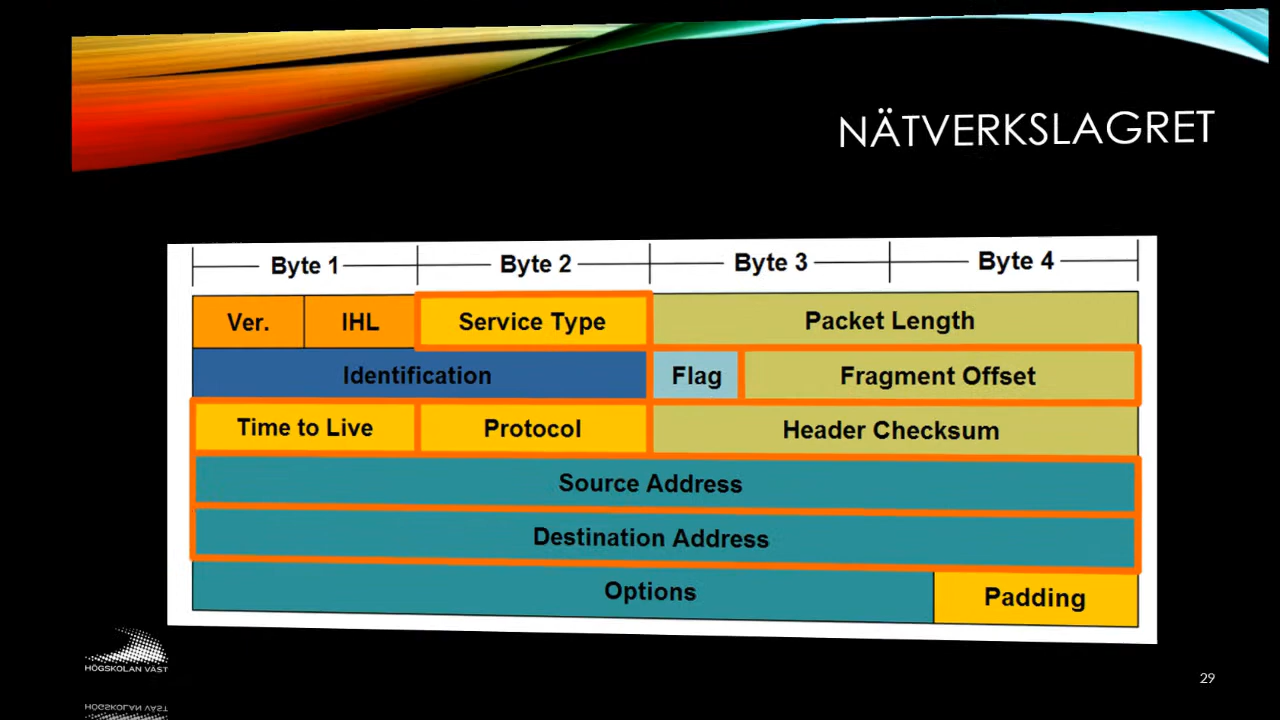 NÄTVERKSLAGRET
Byte 1 Byte 2 Byte 3 Byte 4
Ver. IHL Service Type Packet Length
Identification Flag Fragment Offset
Time to Live Protocol Header Checksum
Source Address
Destination Address
Options Padding
HÖGSKOLAN VÄST
29